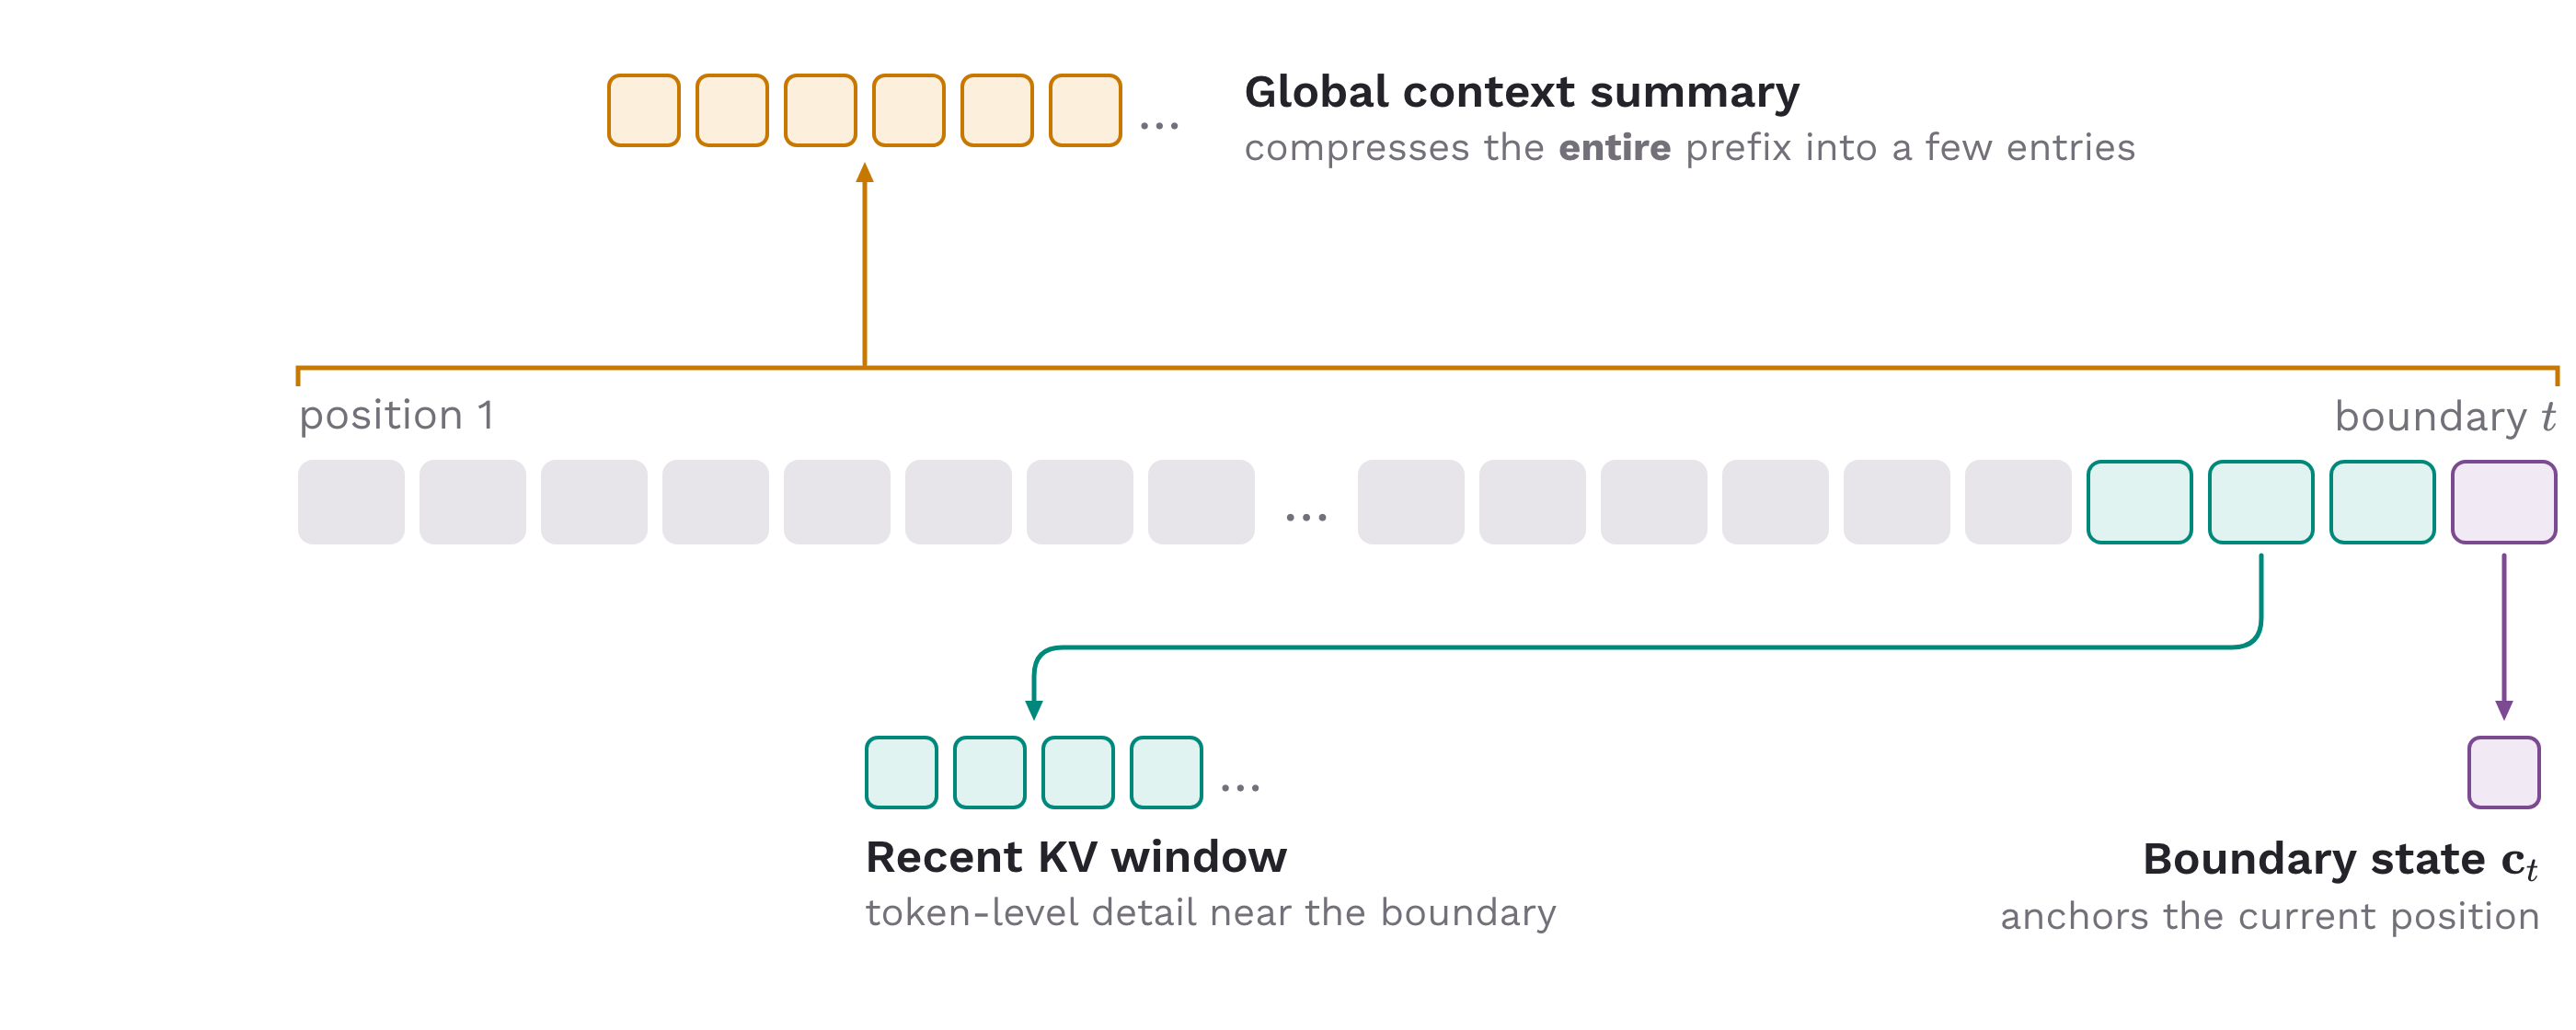 ...
Global context summary
compresses the entire prefix into a few entries
position 1
boundary t
...
...
Recent KV window
token-level detail near the boundary
Boundary state cₜ
anchors the current position